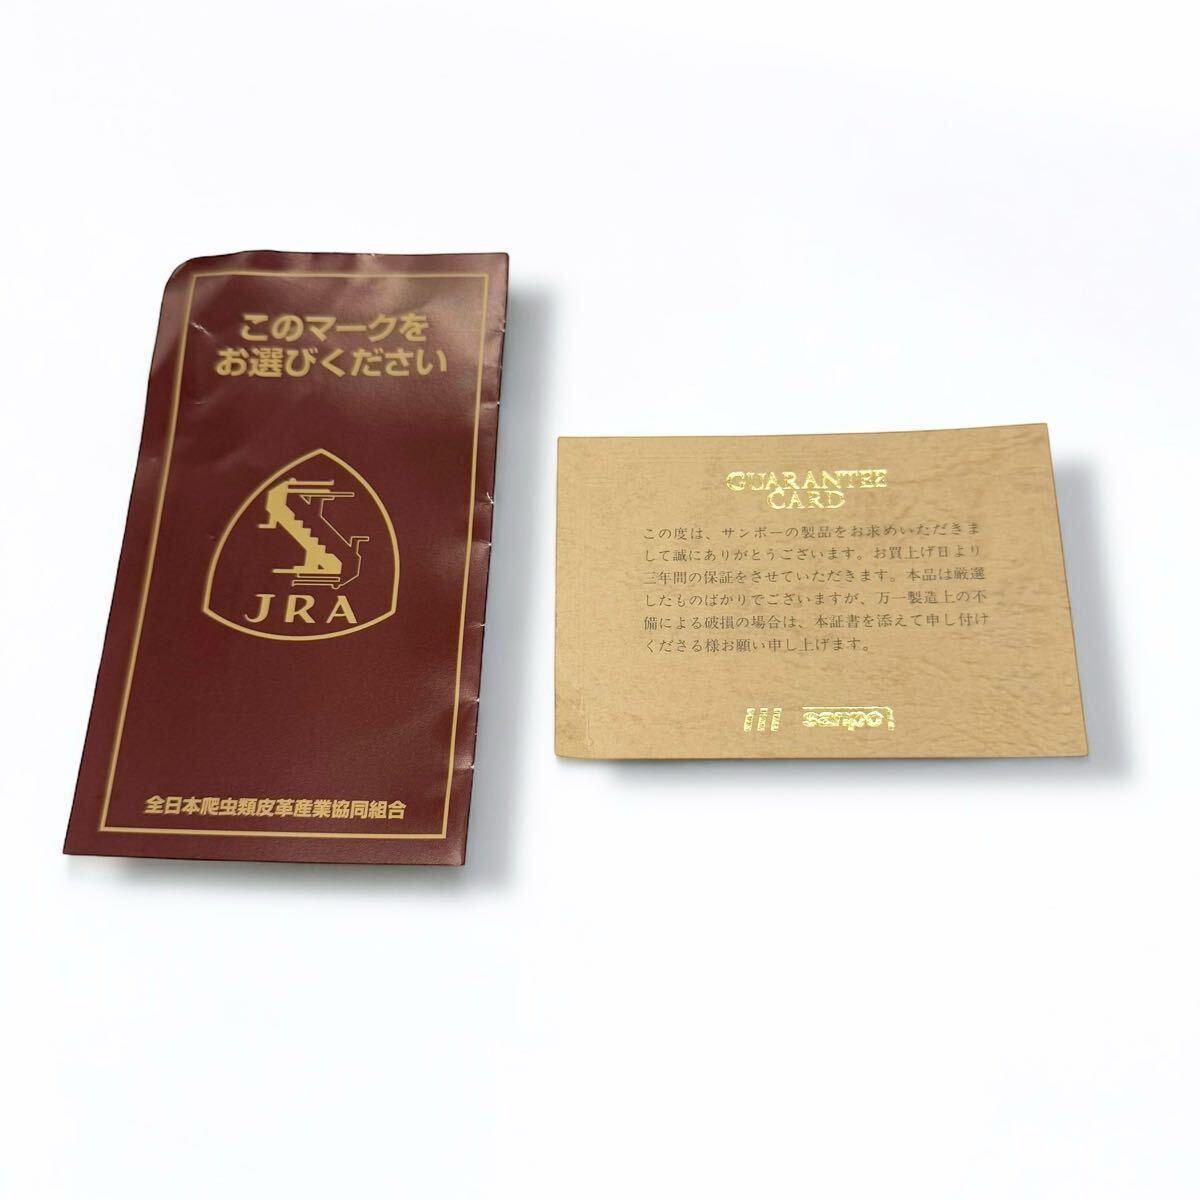 このマークを
お選びください
JRA
全日本爬虫類皮革産業協同組合
GUARANTEE
CARD
この度は、サンポーの製品をお求めいただきま
して誠にありがとうございます。お買上げ日より
三年間の保証をさせていただきます。本品は厳選
したものばかりでございますが、万一製造上の不
備による破損の場合は、本証書を添えて申し付け
くださる様お願い申し上げます。